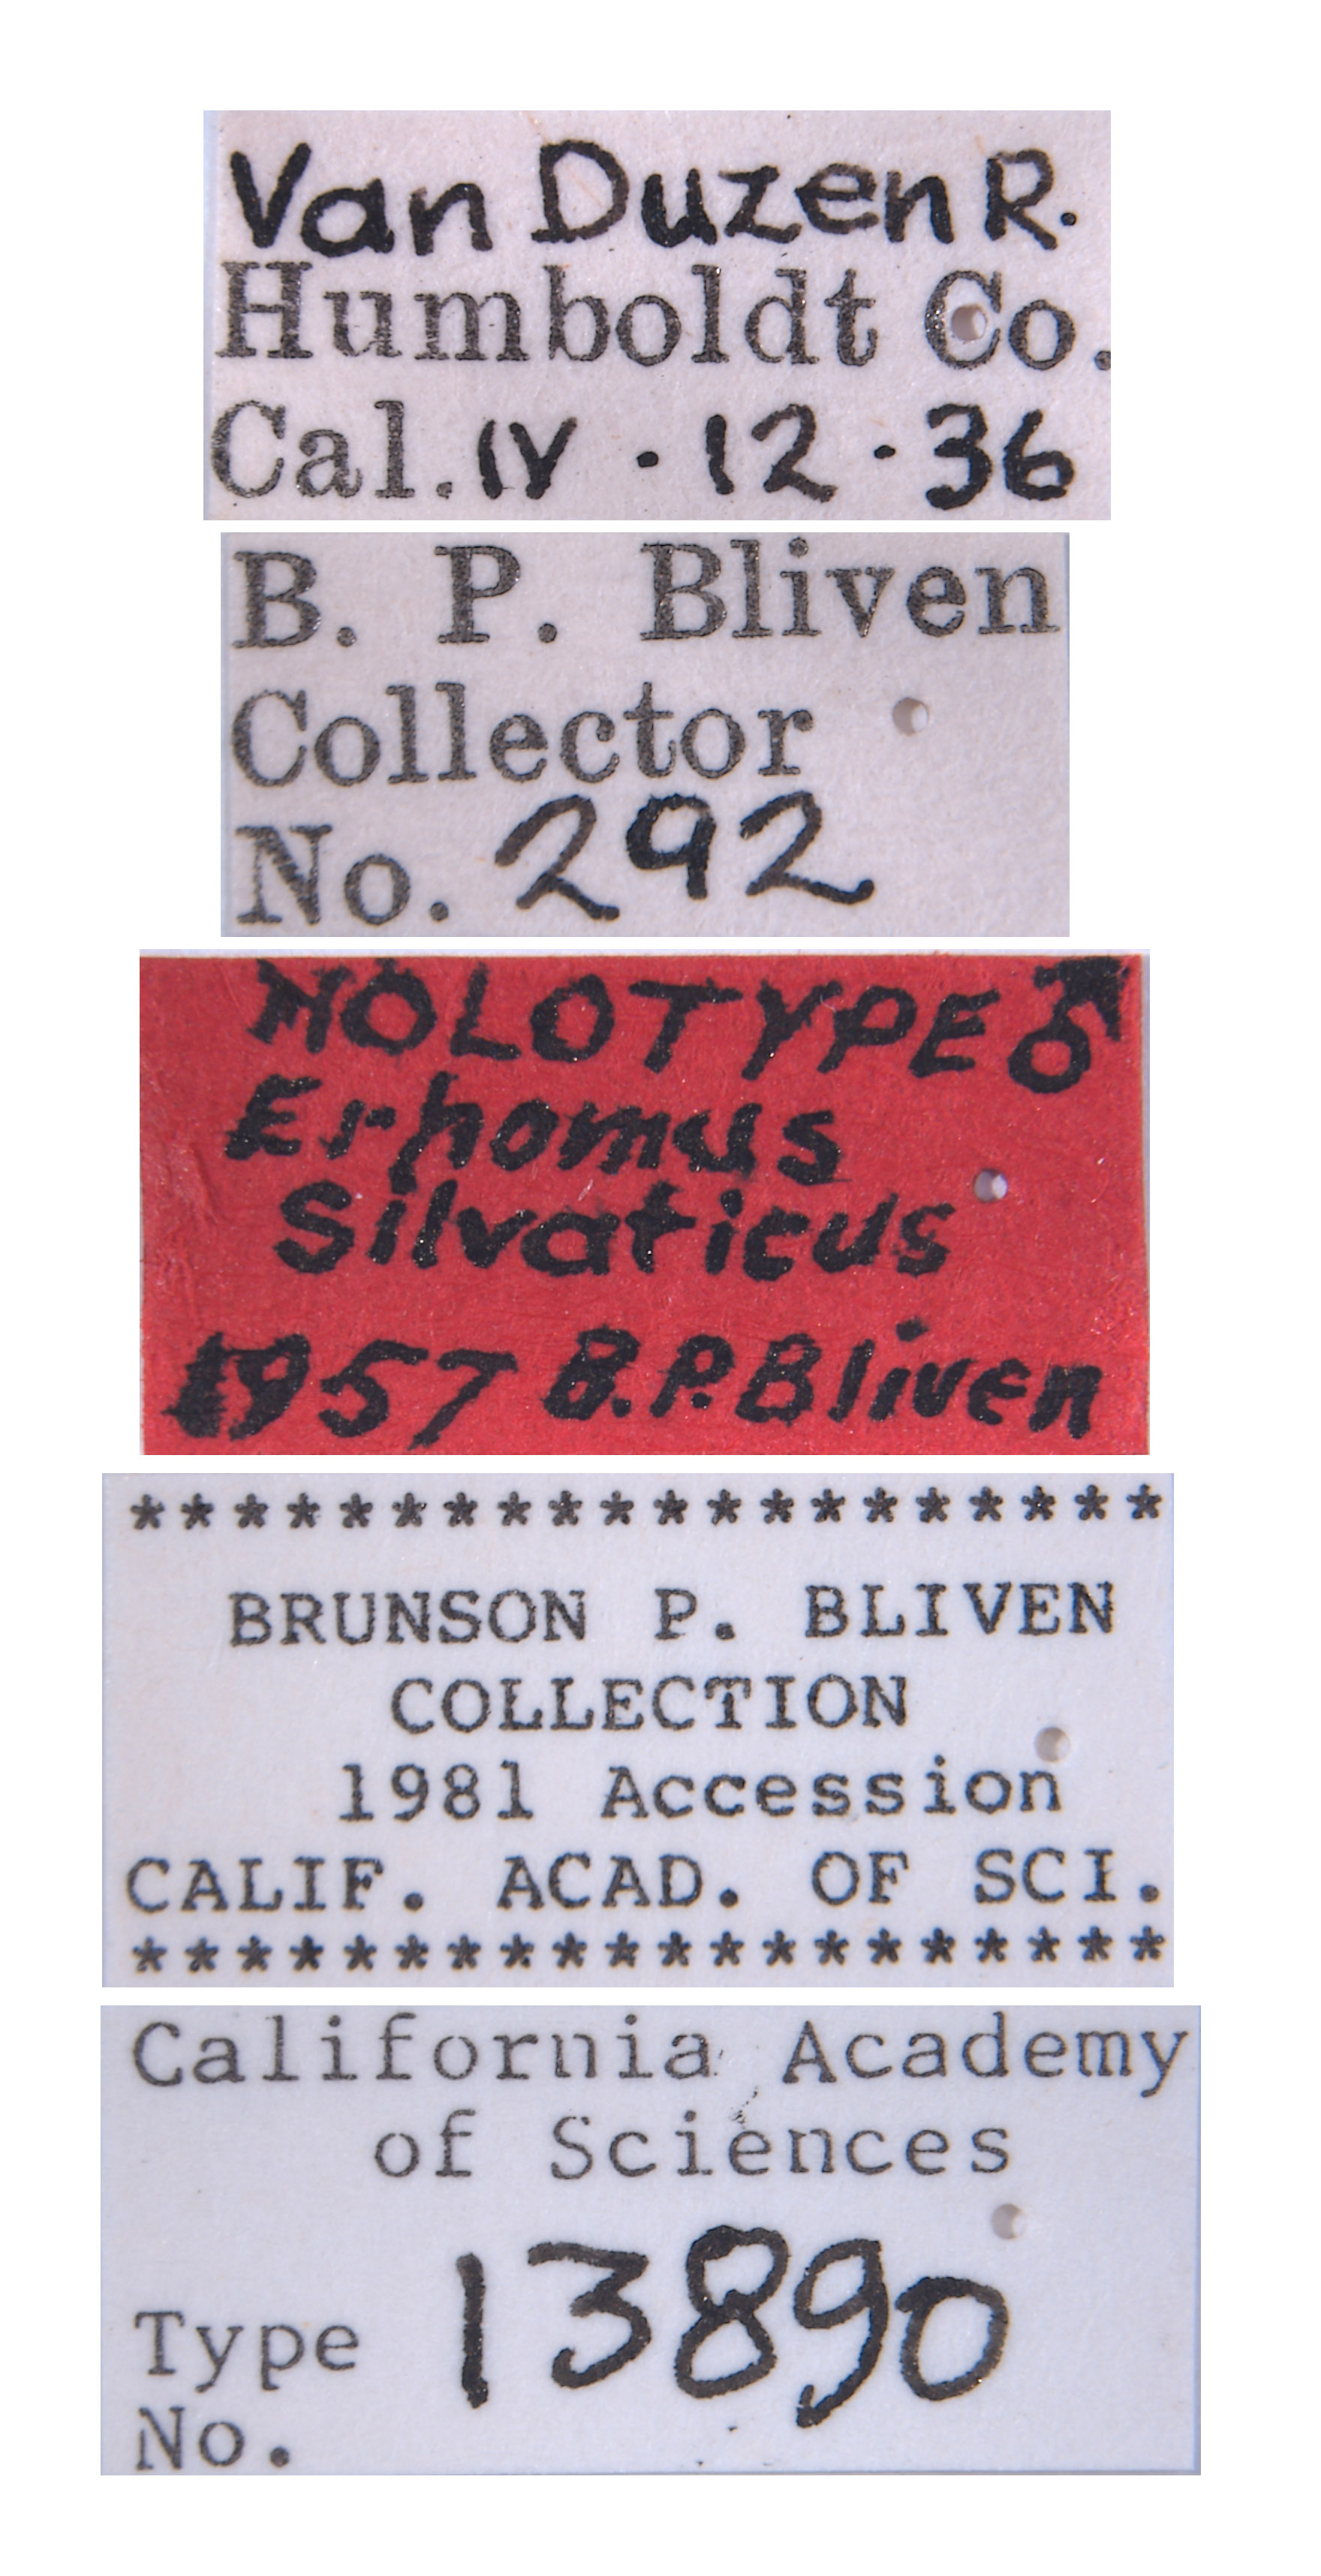 Van Duzen R.
Humboldt Co.
Cal. IV · 12 · 36
B. P. Bliven
Collector
No. 292
HOLOTYPE ♂
Erhomus
Silvaticus
1957 B.P. Bliven
********************
BRUNSON P. BLIVEN
COLLECTION
1981 Accession
CALIF. ACAD. OF SCI.
********************
California Academy
of Sciences
Type 13890
No.